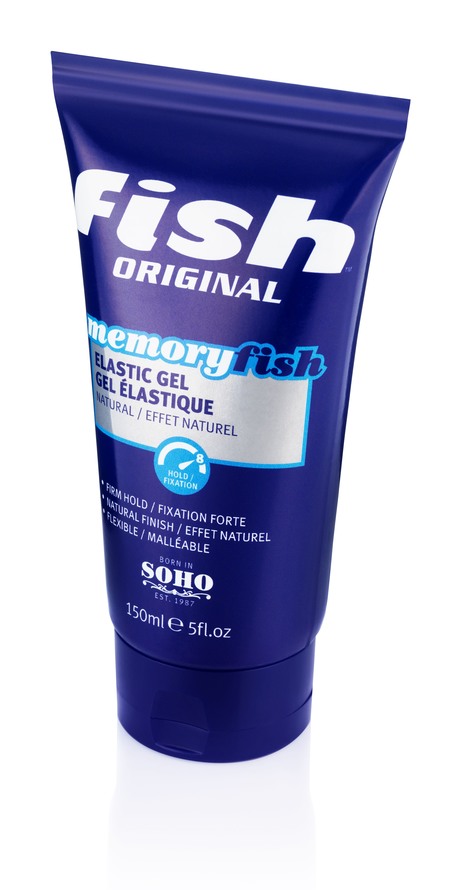 fish
ORIGINAL
memoryfish
ELASTIC GEL
GEL ÉLASTIQUE
NATURAL / EFFET NATUREL
8
HOLD /
FIXATION
• FIRM HOLD / FIXATION FORTE
• NATURAL FINISH / EFFET NATUREL
• FLEXIBLE / MALLÉABLE
BORN IN
SOHO
EST. 1987
150ml ℮ 5fl.oz